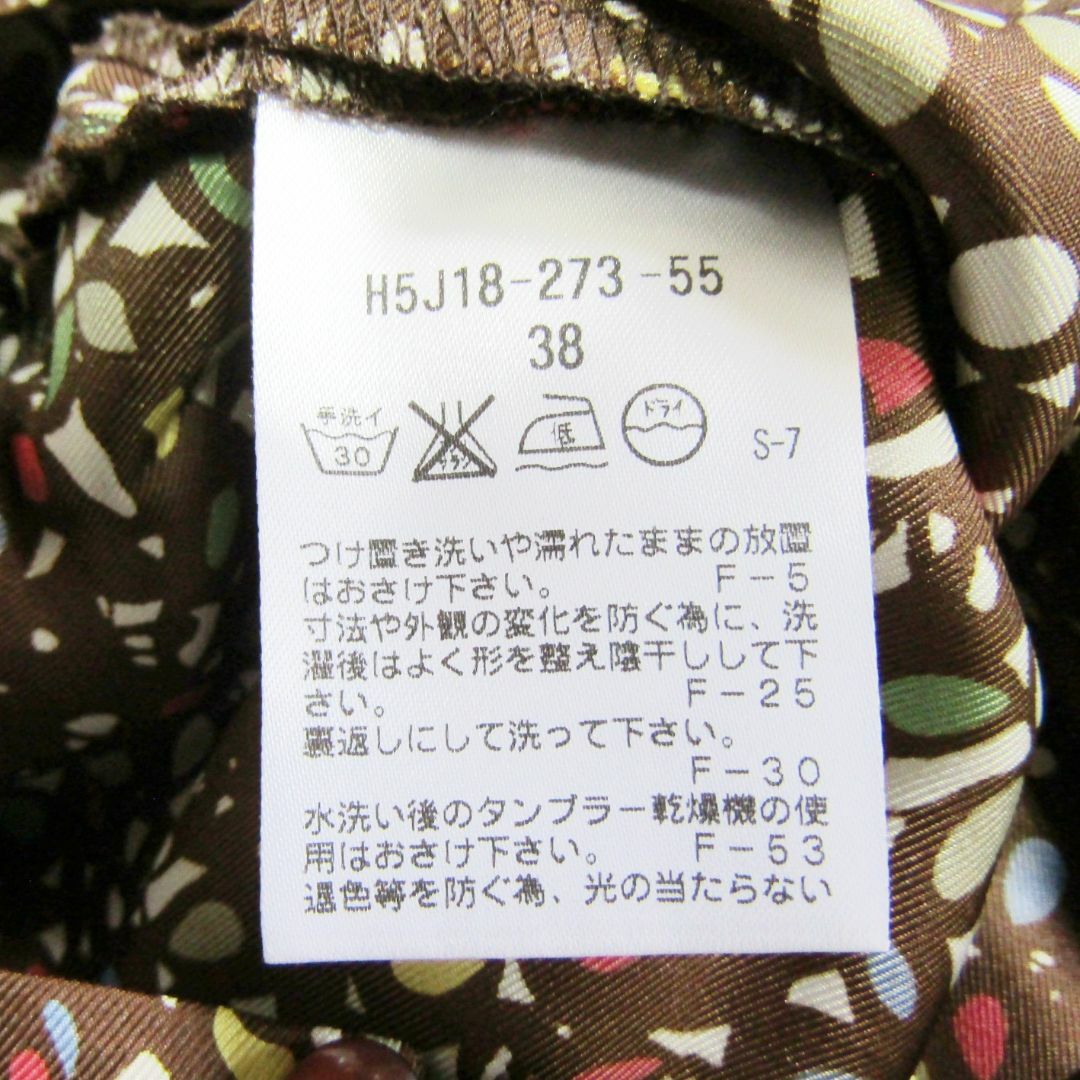 H5J18-273-55
38
手洗イ
30
エンソ
サラシ
低
ドライ
S-7
つけ置き洗いや濡れたままの放置
はおさけ下さい。 F-5
寸法や外観の変化を防ぐ為に、洗
濯後はよく形を整え陰干しして下
さい。 F-25
裏返しにして洗って下さい。
F-30
水洗い後のタンブラー乾燥機の使
用はおさけ下さい。 F-53
退色等を防ぐ為、光の当たらない